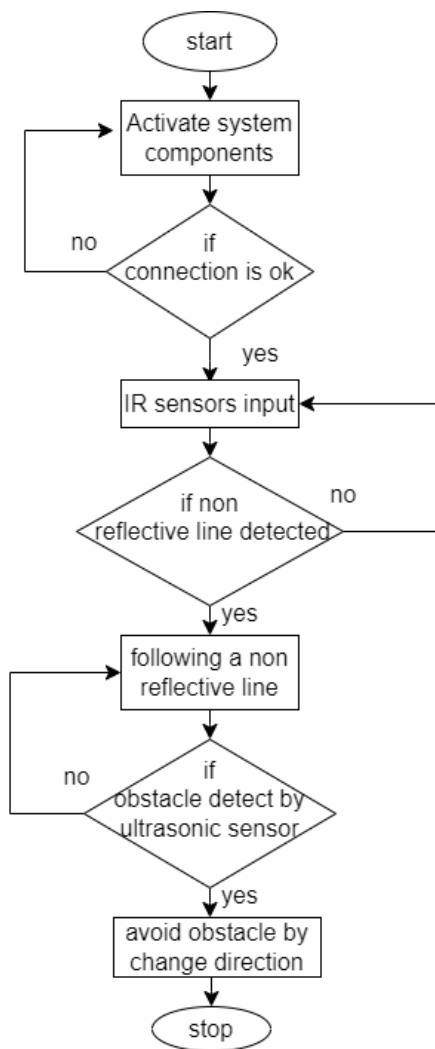 start
Activate system
components
no
if
connection is ok
yes
IR sensors input
if non
reflective line detected
no
yes
following a non
reflective line
no
if
obstacle detect by
ultrasonic sensor
yes
avoid obstacle by
change direction
stop